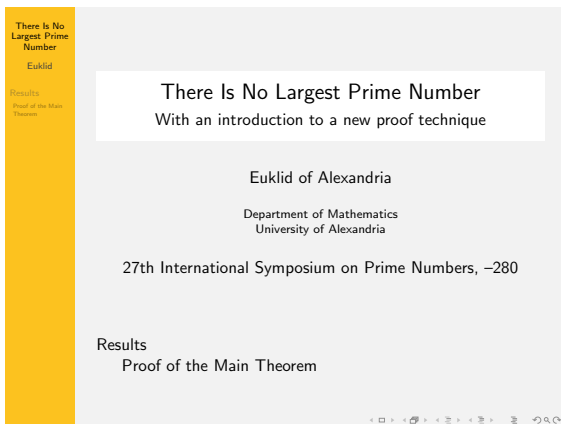 There Is No
Largest Prime
Number
Euklid
Results
Proof of the Main
Theorem
There Is No Largest Prime Number
With an introduction to a new proof technique
Euklid of Alexandria
Department of Mathematics
University of Alexandria
27th International Symposium on Prime Numbers, –280
Results
Proof of the Main Theorem